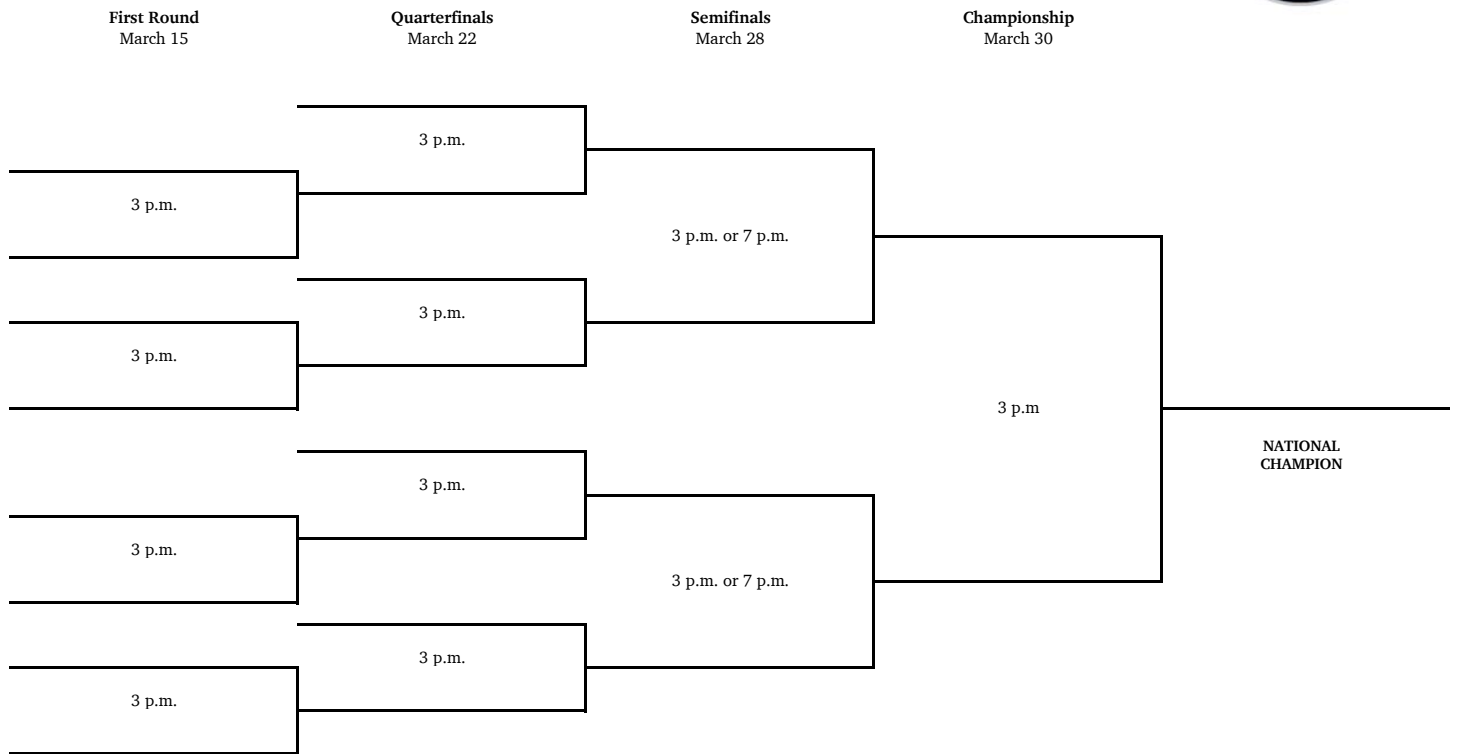 First Round
March 15
Quarterfinals
March 22
Semifinals
March 28
Championship
March 30
3 p.m.
3 p.m.
3 p.m. or 7 p.m.
3 p.m.
3 p.m.
3 p.m
NATIONAL
CHAMPION
3 p.m.
3 p.m.
3 p.m. or 7 p.m.
3 p.m.
3 p.m.